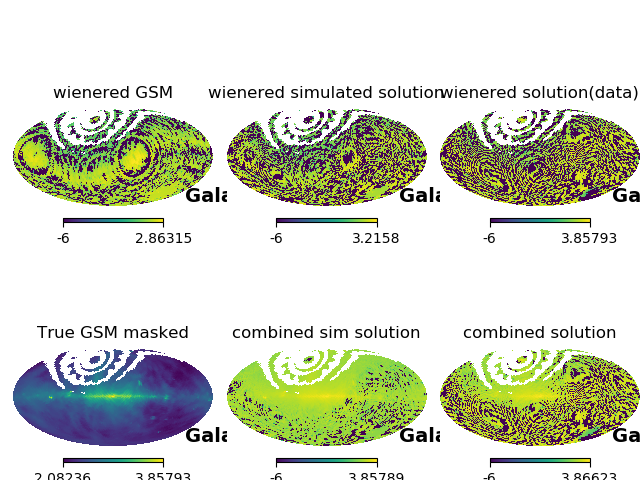 wienered GSM
wienered simulated solution
wienered solution(data)
Gala
Gala
Ga
-6 2.86315
-6 3.2158
-6 3.85793
True GSM masked
combined sim solution
combined solution
Gala
Gala
Ga
2.08236 3.85793
-6 3.85789
-6 3.86623